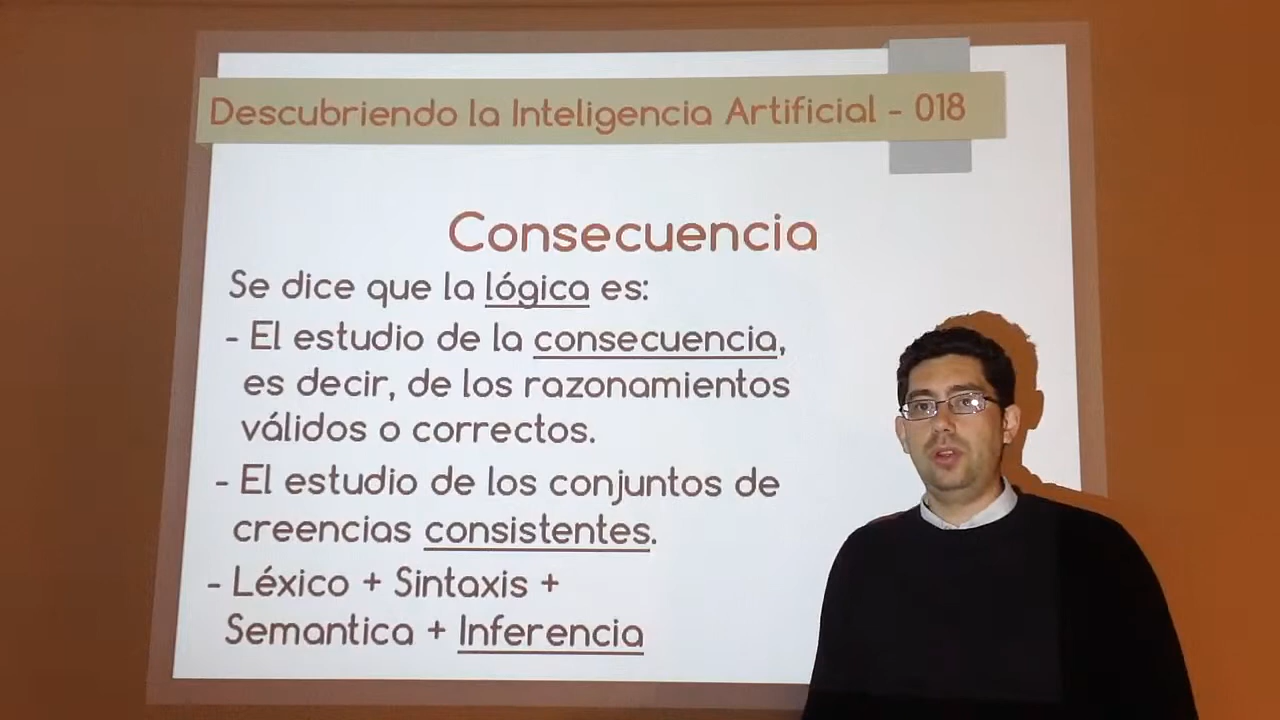 Descubriendo la Inteligencia Artificial - 018
Consecuencia
Se dice que la lógica es:
- El estudio de la consecuencia,
es decir, de los razonamientos
válidos o correctos.
- El estudio de los conjuntos de
creencias consistentes.
- Léxico + Sintaxis +
Semantica + Inferencia